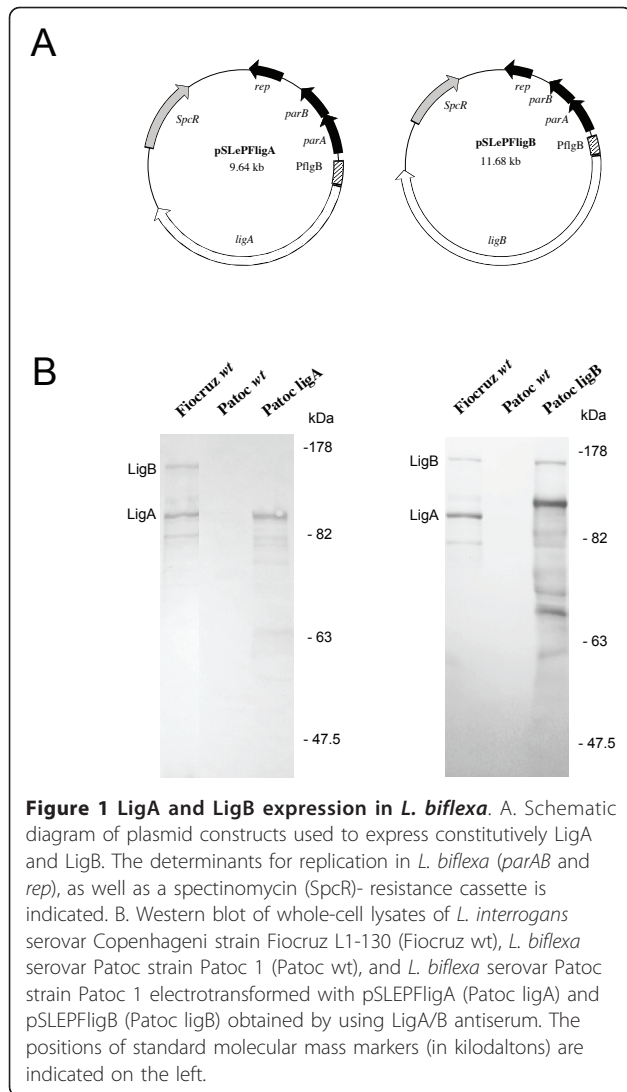 A
rep
parB
SpcR
parA
pSLePFligA
9.64 kb
PflgB
ligA
rep
parB
SpcR
parA
pSLePFligB
11.68 kb
PflgB
ligB
B
Fiocruz wt
Patoc wt
Patoc ligA
kDa
-178
LigB
LigA
- 82
- 63
- 47.5
Fiocruz wt
Patoc wt
Patoc ligB
kDa
-178
LigB
LigA
- 82
- 63
- 47.5
Figure 1 LigA and LigB expression in L. biflexa. A. Schematic
diagram of plasmid constructs used to express constitutively LigA
and LigB. The determinants for replication in L. biflexa (parAB and
rep), as well as a spectinomycin (SpcR)- resistance cassette is
indicated. B. Western blot of whole-cell lysates of L. interrogans
serovar Copenhageni strain Fiocruz L1-130 (Fiocruz wt), L. biflexa
serovar Patoc strain Patoc 1 (Patoc wt), and L. biflexa serovar Patoc
strain Patoc 1 electrotransformed with pSLEPFligA (Patoc ligA) and
pSLEPFligB (Patoc ligB) obtained by using LigA/B antiserum. The
positions of standard molecular mass markers (in kilodaltons) are
indicated on the left.